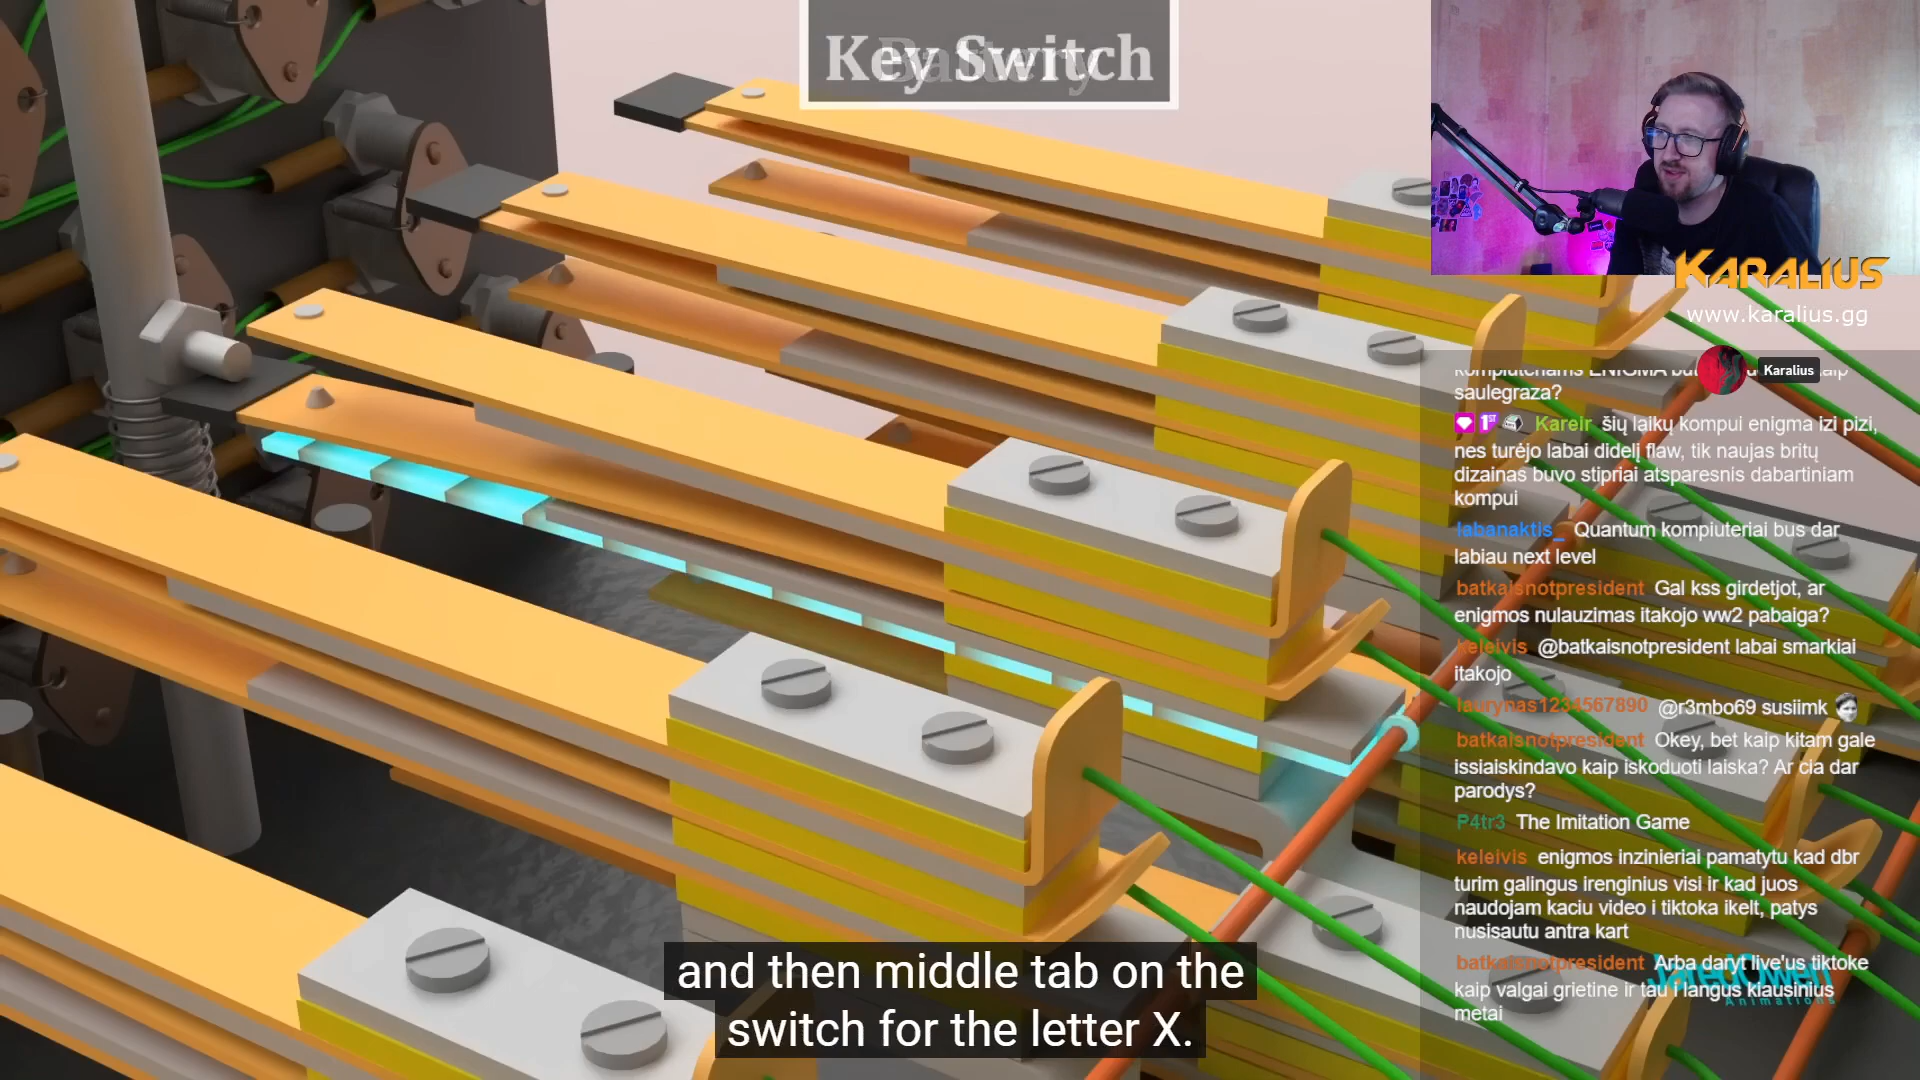 Key Switch
KARALIUS
www.karalius.gg
Karalius
saulegraza?
Kareir šių laikų kompui enigma izi pizi,
nes turėjo labai didelį flaw, tik naujas britų
dizainas buvo stipriai atsparesnis dabartiniam
kompui
labanaktis_ Quantum kompiuteriai bus dar
labiau next level
batkaisnotpresident Gal kss girdetjot, ar
enigmos nulauzimas itakojo ww2 pabaiga?
keleivis @batkaisnotpresident labai smarkiai
itakojo
laurynas1234567890 @r3mbo69 susiimk
batkaisnotpresident Okey, bet kaip kitam gale
issiaiskindavo kaip iskoduoti laiska? Ar cia dar
parodys?
P4tr3 The Imitation Game
keleivis enigmos inzinieriai pamatytu kad dbr
turim galingus irenginius visi ir kad juos
naudojam kaciu video i tiktoka ikelt, patys
nusisautu antra kart
batkaisnotpresident Arba daryt live'us tiktoke
kaip valgai grietine ir tau i langus kiausinius
metai
Animations
and then middle tab on the
switch for the letter X.